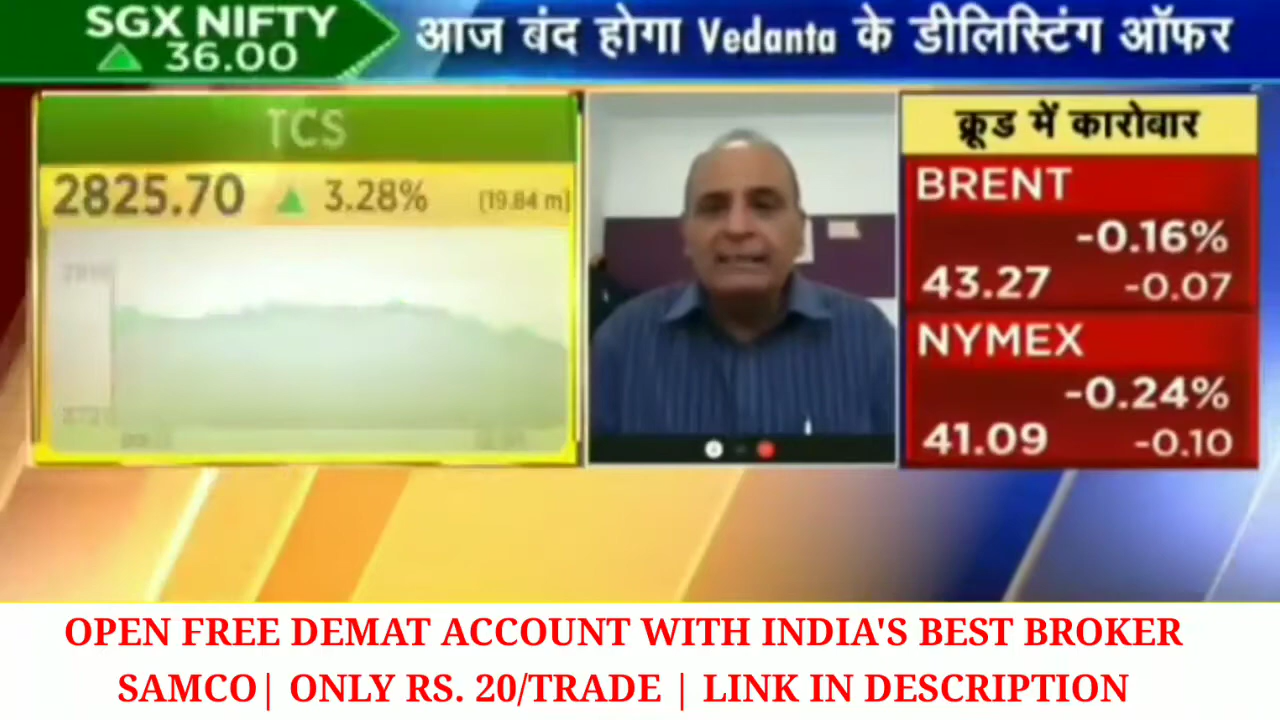 SGX NIFTY
▲ 36.00
आज बंद होगा Vedanta के डीलिस्टिंग ऑफर
TCS
2825.70 ▲ 3.28% [19.84 m]
क्रूड में कारोबार
BRENT
-0.16%
43.27 -0.07
NYMEX
-0.24%
41.09 -0.10
OPEN FREE DEMAT ACCOUNT WITH INDIA'S BEST BROKER
SAMCO| ONLY RS. 20/TRADE | LINK IN DESCRIPTION